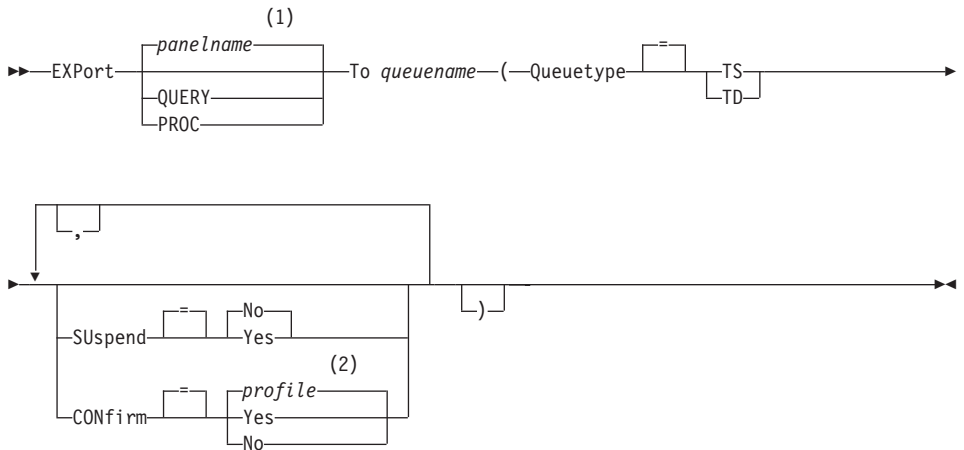 (1)
panelname =
EXPort To queuename ( Queuetype TS
QUERY TD
PROC
,
= No
SUspend Yes )
(2)
= profile
CONfirm Yes
No